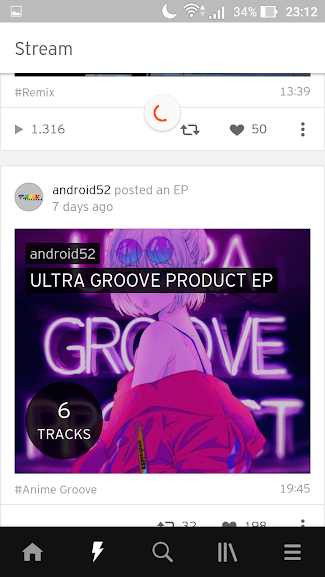 34% 23:12
Stream
#Remix 13:39
1.316 50
android52 posted an EP
7 days ago
android52
ULTRA GROOVE PRODUCT EP
GROOVE
6
TRACKS
#Anime Groove 19:45
32 198